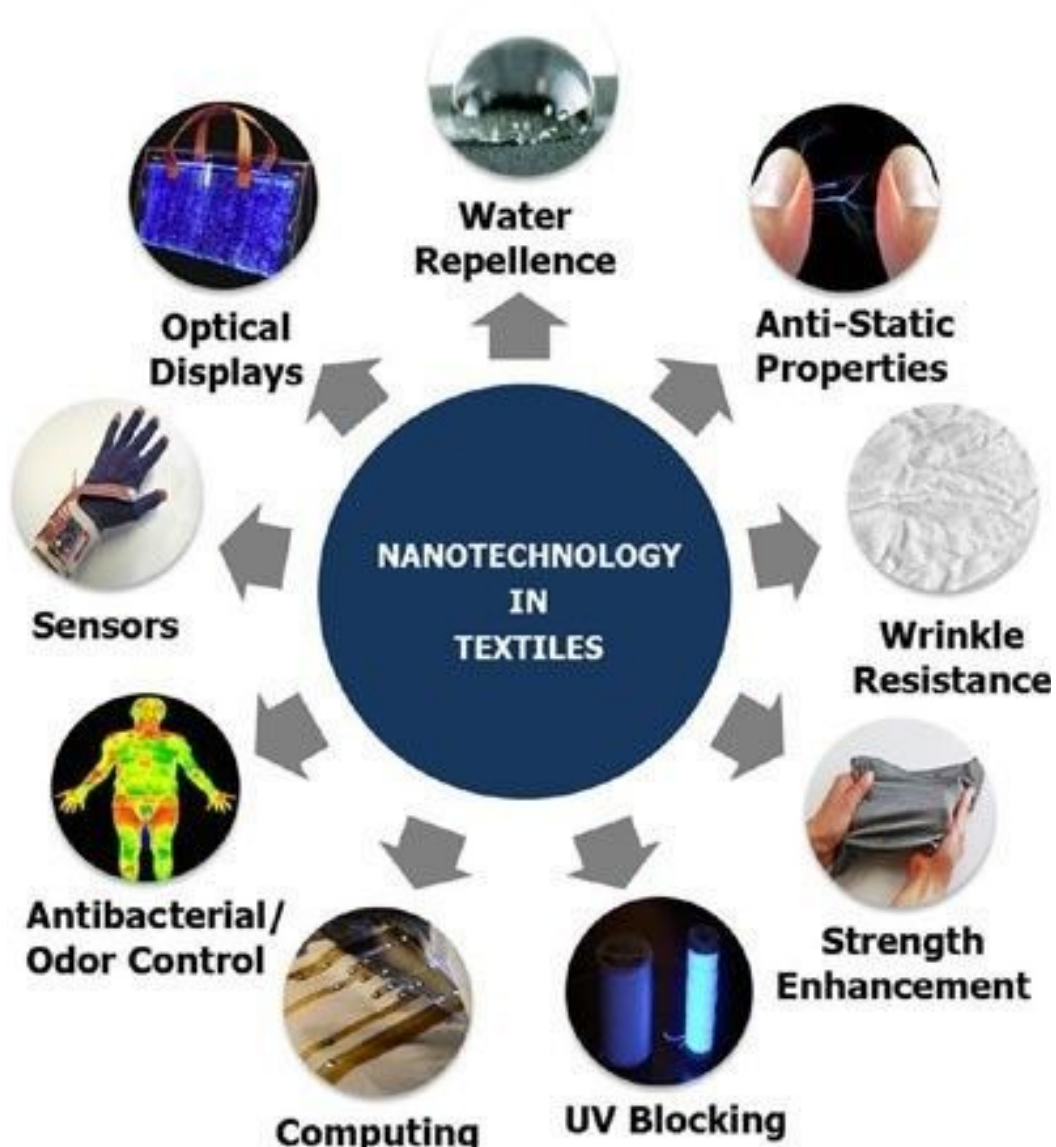 Water
Repellence
Optical
Displays
Anti-Static
Properties
Sensors
NANOTECHNOLOGY
IN
TEXTILES
Wrinkle
Resistance
Antibacterial/
Odor Control
Strength
Enhancement
Computing
UV Blocking